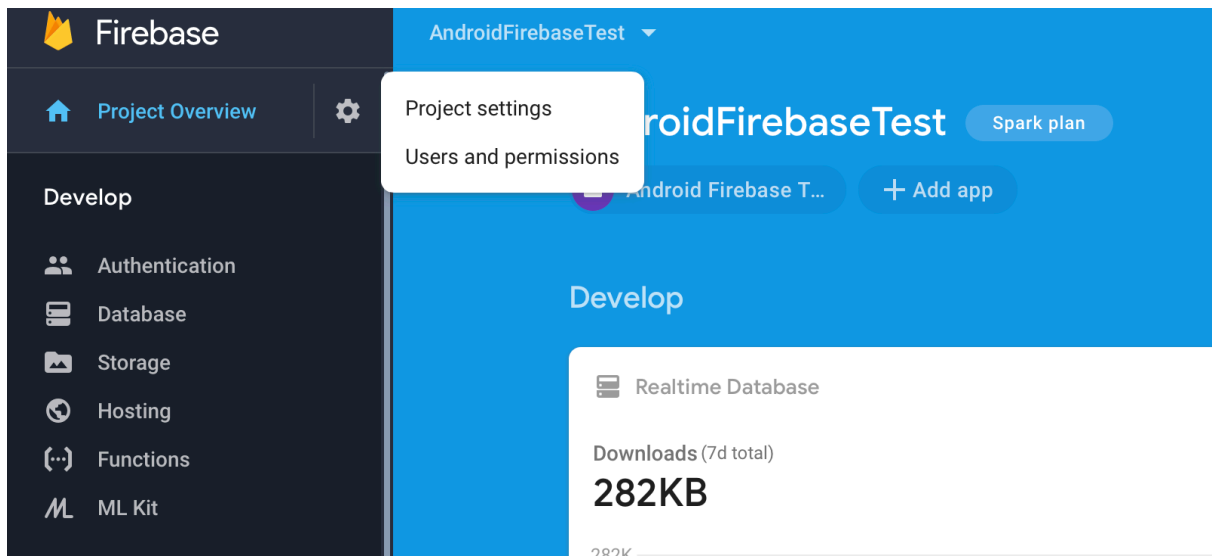 Firebase
Project Overview
Develop
Authentication
Database
Storage
Hosting
Functions
ML Kit
AndroidFirebaseTest
Project settings
Users and permissions
roidFirebaseTest
Spark plan
Android Firebase T...
+ Add app
Develop
Realtime Database
Downloads (7d total)
282KB
282K